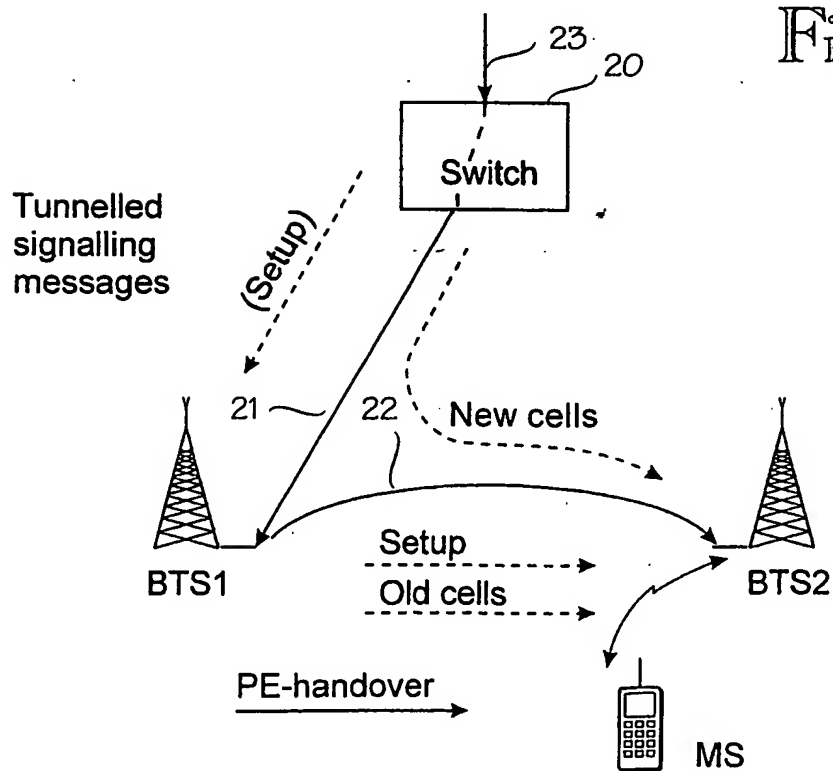 23
20
Switch
Tunnelled
signalling
messages
(Setup)
21
22
New cells
Setup
Old cells
BTS1
BTS2
PE-handover
MS